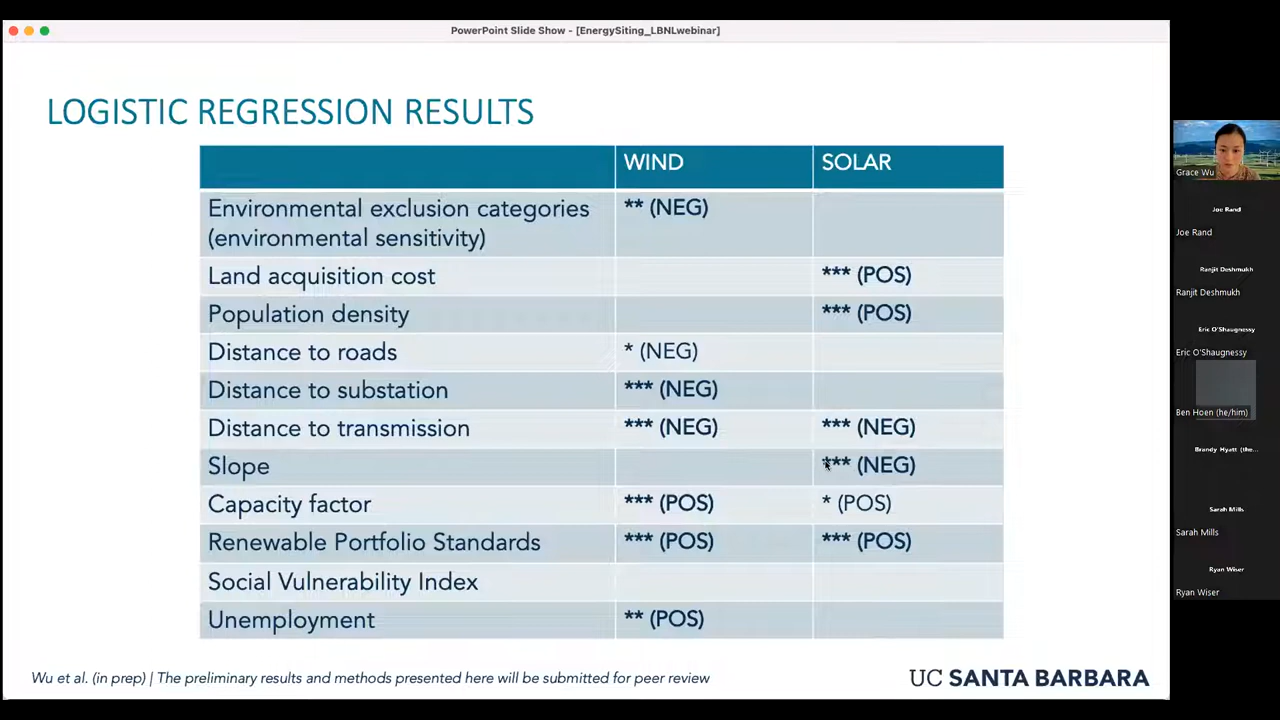 PowerPoint Slide Show - [EnergySiting_LBNLwebinar]
LOGISTIC REGRESSION RESULTS
WIND SOLAR
Environmental exclusion categories (environmental sensitivity) ** (NEG)
Land acquisition cost *** (POS)
Population density *** (POS)
Distance to roads * (NEG)
Distance to substation *** (NEG)
Distance to transmission *** (NEG) *** (NEG)
Slope *** (NEG)
Capacity factor *** (POS) * (POS)
Renewable Portfolio Standards *** (POS) *** (POS)
Social Vulnerability Index
Unemployment ** (POS)
Wu et al. (in prep) | The preliminary results and methods presented here will be submitted for peer review
UC SANTA BARBARA
Grace Wu
Joe Rand
Joe Rand
Ranjit Deshmukh
Ranjit Deshmukh
Eric O'Shaugnessy
Eric O'Shaugnessy
Ben Hoen (he/him)
Brandy Hyatt (the...
Sarah Mills
Sarah Mills
Ryan Wiser
Ryan Wiser